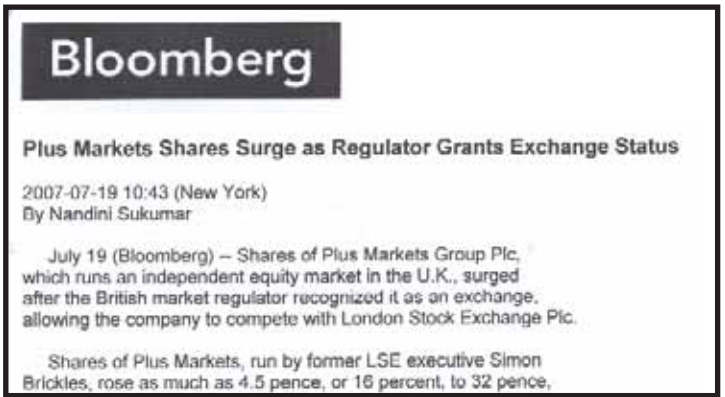 Bloomberg
Plus Markets Shares Surge as Regulator Grants Exchange Status
2007-07-19 10:43 (New York)
By Nandini Sukumar
July 19 (Bloomberg) -- Shares of Plus Markets Group Plc,
which runs an independent equity market in the U.K., surged
after the British market regulator recognized it as an exchange,
allowing the company to compete with London Stock Exchange Plc.
Shares of Plus Markets, run by former LSE executive Simon
Brickles, rose as much as 4.5 pence, or 16 percent, to 32 pence,